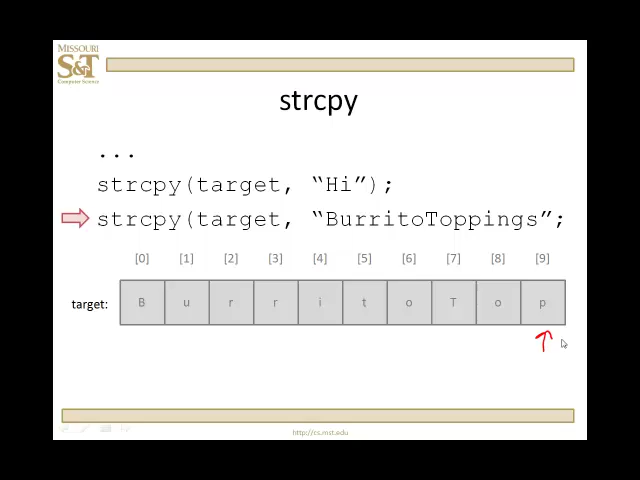 MISSOURI
S&T
Computer Science
strcpy
...
strcpy(target, “Hi”);
strcpy(target, “BurritoToppings”;
[0] [1] [2] [3] [4] [5] [6] [7] [8] [9]
target: B u r r i t o T o p
http://cs.mst.edu